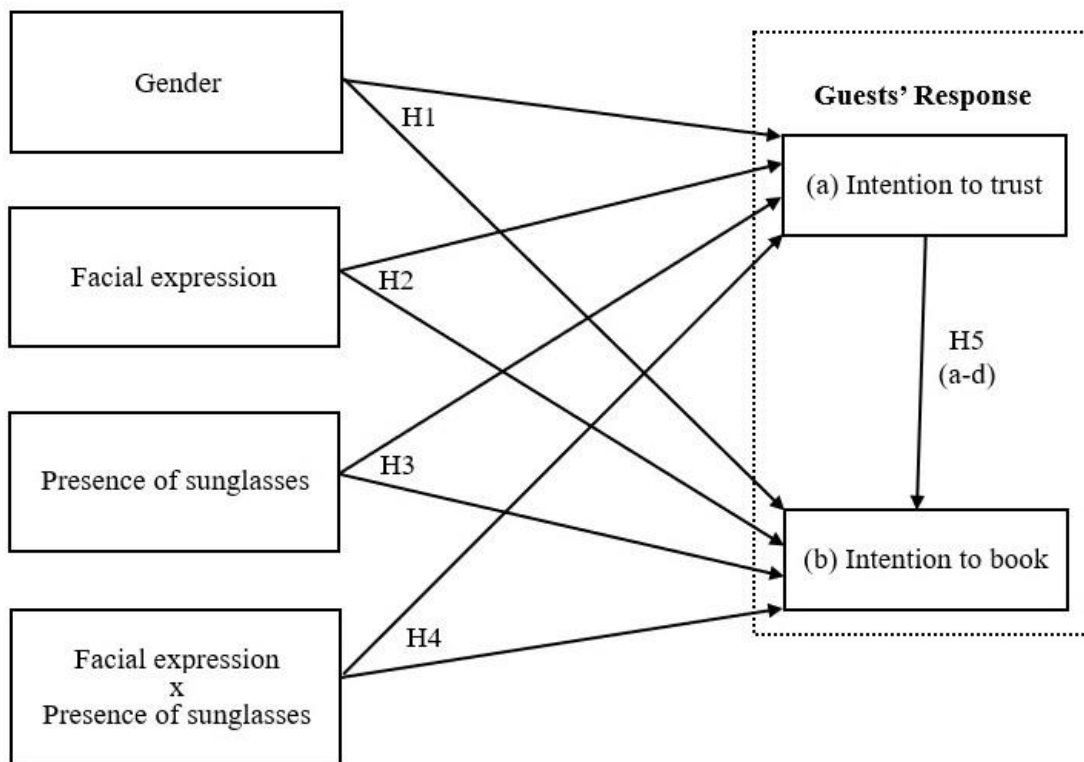 Gender
H1
Guests’ Response
(a) Intention to trust
Facial expression
H2
H5
(a-d)
Presence of sunglasses
H3
(b) Intention to book
Facial expression
x
Presence of sunglasses
H4